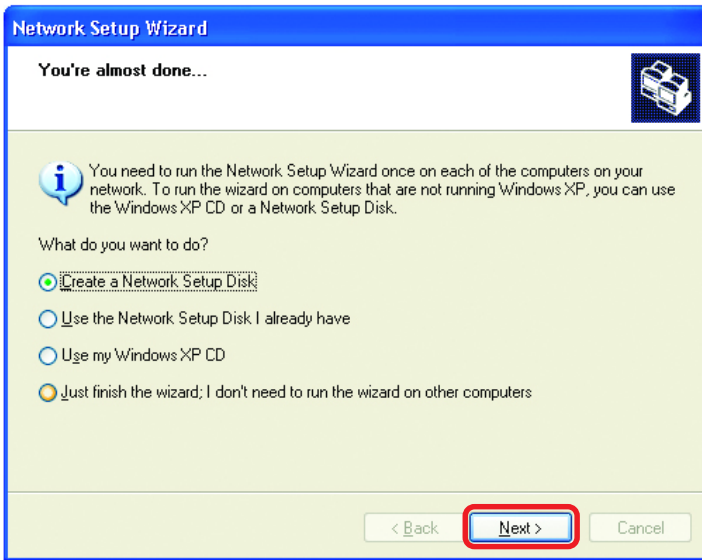 Network Setup Wizard
You're almost done...
You need to run the Network Setup Wizard once on each of the computers on your
network. To run the wizard on computers that are not running Windows XP, you can use
the Windows XP CD or a Network Setup Disk.
What do you want to do?
Create a Network Setup Disk
Use the Network Setup Disk I already have
Use my Windows XP CD
Just finish the wizard; I don't need to run the wizard on other computers
< Back Next > Cancel